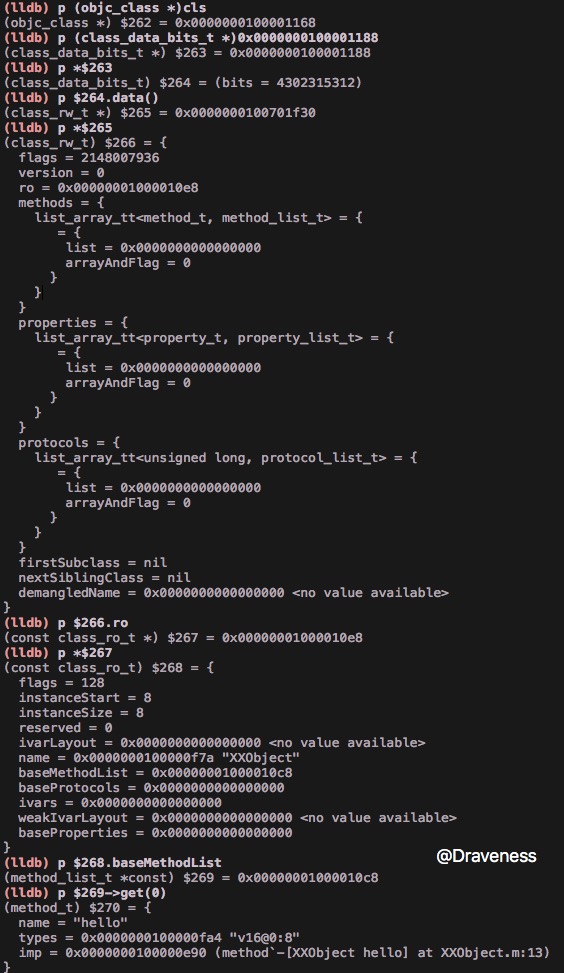 (lldb) p (objc_class *)cls
(objc_class *) $262 = 0x0000000100001168
(lldb) p (class_data_bits_t *)0x0000000100001188
(class_data_bits_t *) $263 = 0x0000000100001188
(lldb) p *$263
(class_data_bits_t) $264 = (bits = 4302315312)
(lldb) p $264.data()
(class_rw_t *) $265 = 0x0000000100701f30
(lldb) p *$265
(class_rw_t) $266 = {
  flags = 2148007936
  version = 0
  ro = 0x00000001000010e8
  methods = {
    list_array_tt<method_t, method_list_t> = {
       = {
        list = 0x0000000000000000
        arrayAndFlag = 0
      }
    }
  }
  properties = {
    list_array_tt<property_t, property_list_t> = {
       = {
        list = 0x0000000000000000
        arrayAndFlag = 0
      }
    }
  }
  protocols = {
    list_array_tt<unsigned long, protocol_list_t> = {
       = {
        list = 0x0000000000000000
        arrayAndFlag = 0
      }
    }
  }
  firstSubclass = nil
  nextSiblingClass = nil
  demangledName = 0x0000000000000000 <no value available>
}
(lldb) p $266.ro
(const class_ro_t *) $267 = 0x00000001000010e8
(lldb) p *$267
(const class_ro_t) $268 = {
  flags = 128
  instanceStart = 8
  instanceSize = 8
  reserved = 0
  ivarLayout = 0x0000000000000000 <no value available>
  name = 0x0000000100000f7a "XXObject"
  baseMethodList = 0x00000001000010c8
  baseProtocols = 0x0000000000000000
  ivars = 0x0000000000000000
  weakIvarLayout = 0x0000000000000000 <no value available>
  baseProperties = 0x0000000000000000
}
@Draveness
(lldb) p $268.baseMethodList
(method_list_t *const) $269 = 0x00000001000010c8
(lldb) p $269->get(0)
(method_t) $270 = {
  name = "hello"
  types = 0x0000000100000fa4 "v16@0:8"
  imp = 0x0000000100000e90 (method`-[XXObject hello] at XXObject.m:13)
}